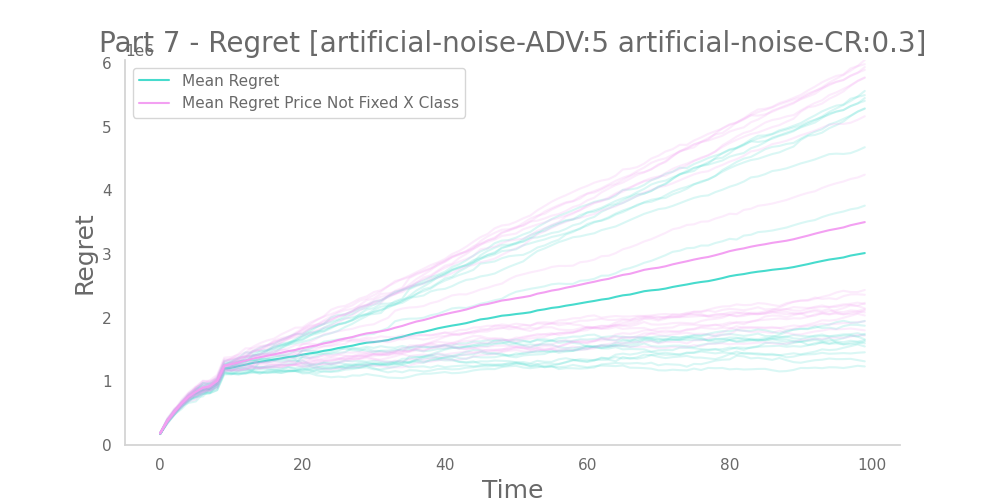 Part 7 - Regret [artificial-noise-ADV:5 artificial-noise-CR:0.3]
1e6
Mean Regret
Mean Regret Price Not Fixed X Class
6
5
4
3
2
1
0
Regret
0 20 40 60 80 100
Time